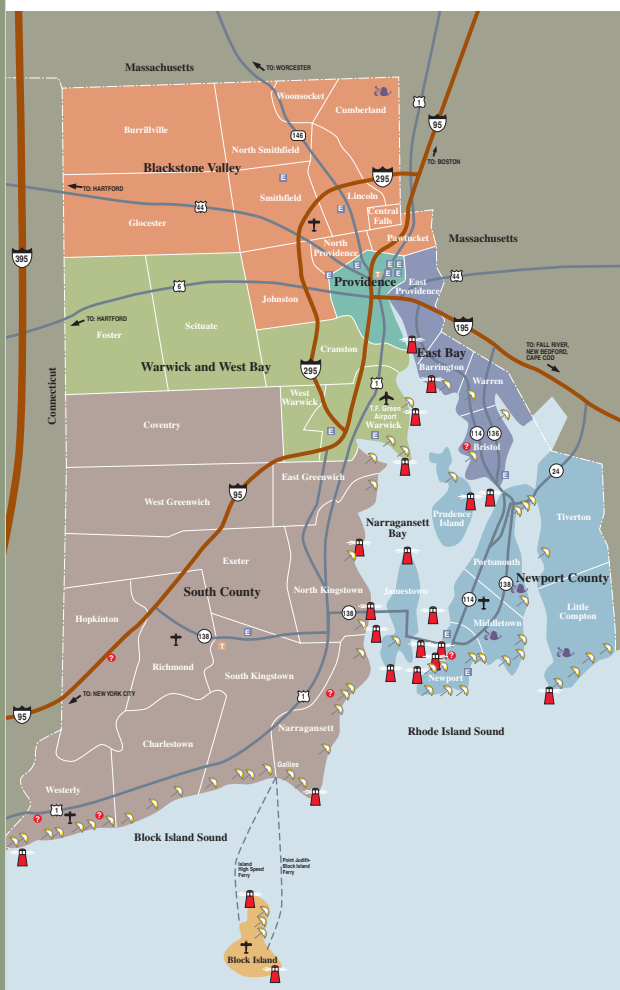 Massachusetts
TO: WORCESTER
Woonsocket
Cumberland
1
95
Burrillville
146
TO: BOSTON
North Smithfield
Blackstone Valley
295
E
Smithfield
TO: HARTFORD
Lincoln
44
E
Central
Falls
Glocester
Pawtucket
Massachusetts
North
Providence
395
E
E E
E E
T
E
44
Providence
East
Providence
6
Johnston
TO: HARTFORD
Scituate
Foster
195
Cranston
East Bay
TO: FALL RIVER,
NEW BEDFORD,
CAPE COD
Warwick and West Bay
295
Barrington
Warren
1
Connecticut
West
Warwick
T.F. Green
Airport
Warwick
Coventry
E
E
114
136
?
Bristol
24
East Greenwich
E
95
West Greenwich
Prudence
Island
Tiverton
Narragansett
Bay
Exeter
Portsmouth
Newport County
South County
North Kingstown
Jamestown
138
114
138
Little
Compton
Hopkinton
Middletown
138
E
E
T
?
?
Richmond
South Kingstown
E
Newport
TO: NEW YORK CITY
?
1
95
Narragansett
Rhode Island Sound
Charlestown
Galilee
Westerly
1
?
?
Block Island Sound
Island
High Speed
Ferry
Point Judith-
Block Island
Ferry
Block Island